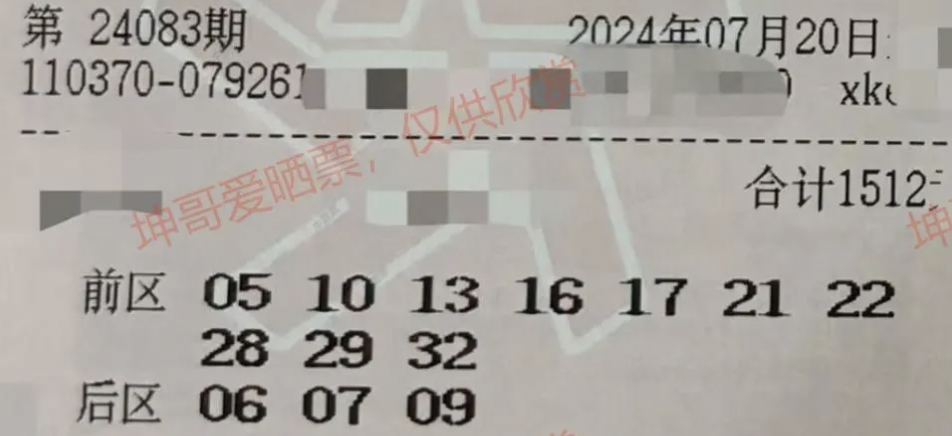 第 24083期 2024年07月20日
110370-079261 xk
合计1512
坤哥爱晒票，仅供欣赏
坤
前区 05 10 13 16 17 21 22
28 29 32
后区 06 07 09